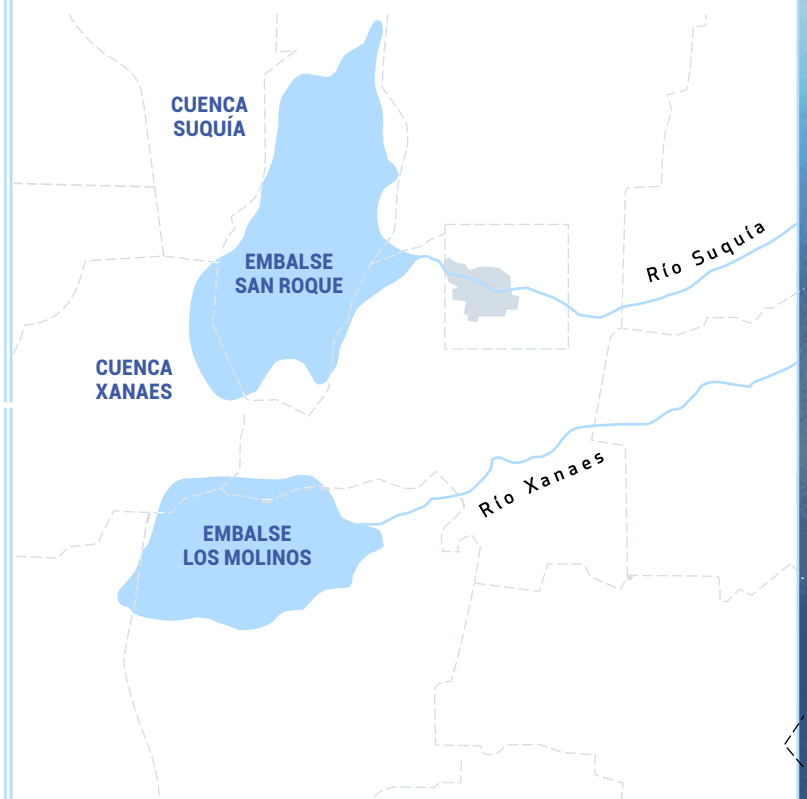 CUENCA
SUQUÍA
EMBALSE
SAN ROQUE
Río Suquía
CUENCA
XANAES
Río Xanaes
EMBALSE
LOS MOLINOS